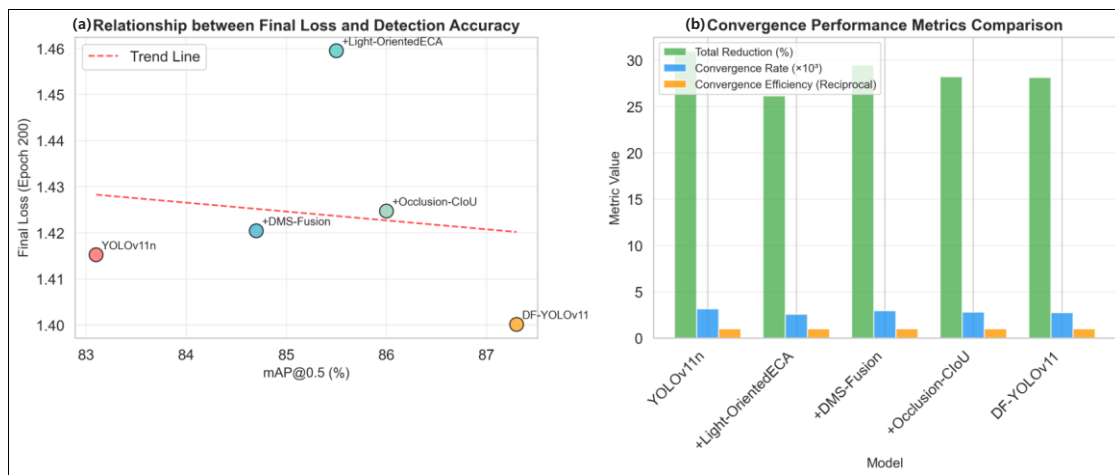 (a) Relationship between Final Loss and Detection Accuracy
Final Loss (Epoch 200)
1.46
1.45
1.44
1.43
1.42
1.41
1.40
Trend Line
+Light-OrientedECA
+Occlusion-CIoU
+DMS-Fusion
YOLOv11n
DF-YOLOv11
83
84
85
86
87
mAP@0.5 (%)
(b) Convergence Performance Metrics Comparison
Metric Value
30
25
20
15
10
5
0
Total Reduction (%)
Convergence Rate (×10³)
Convergence Efficiency (Reciprocal)
YOLOv11n
+Light-OrientedECA
+DMS-Fusion
+Occlusion-CIoU
DF-YOLOv11
Model